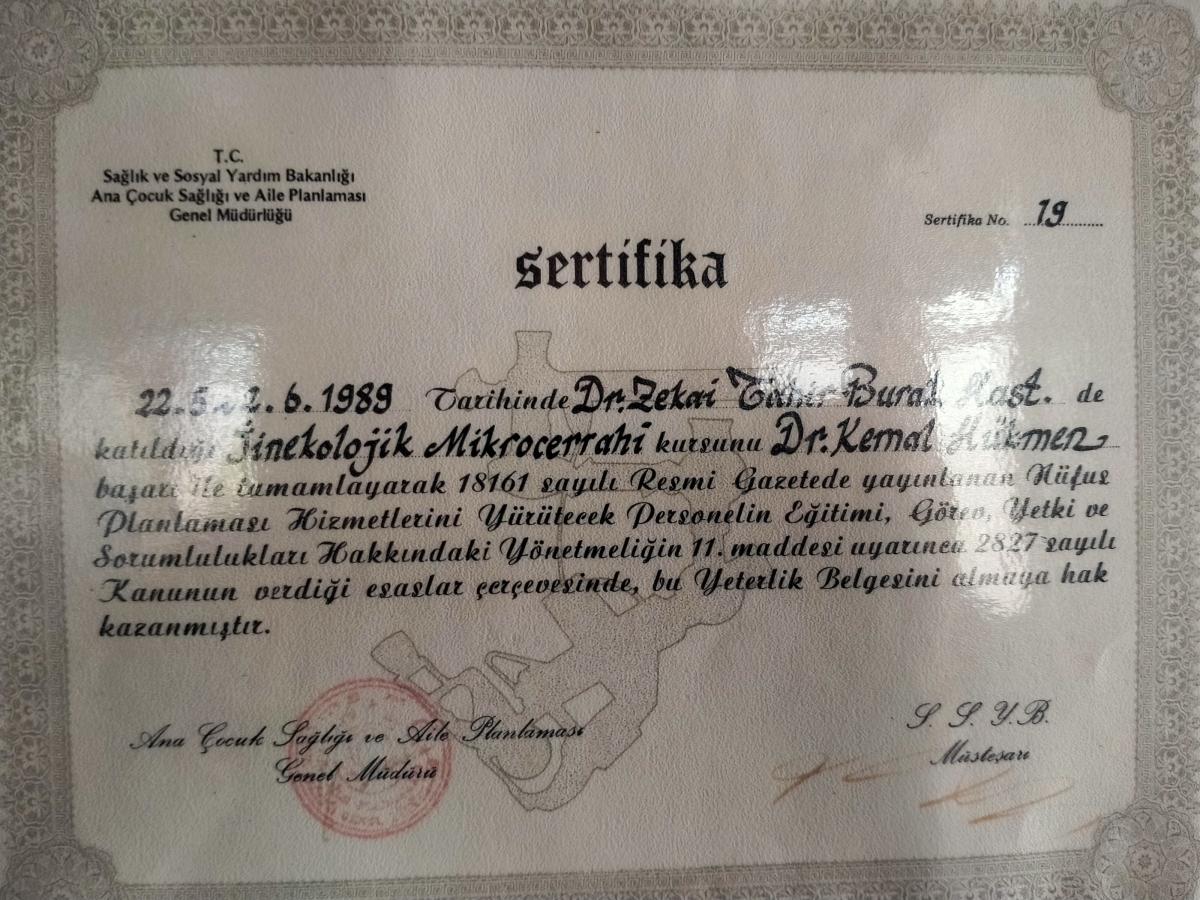 T.C.
Sağlık ve Sosyal Yardım Bakanlığı
Ana Çocuk Sağlığı ve Aile Planlaması
Genel Müdürlüğü
Sertifika No. 19
sertifika
22.5..2.6.1989 Tarihinde Dr.Zekai Tahir Burak Hast. de
katıldığı Jinekolojik Mikrocerrahi kursunu Dr.Kemal Hükmen
başarı ile tamamlayarak 18161 sayılı Resmi Gazetede yayınlanan Nüfus
Planlaması Hizmetlerini Yürütecek Personelin Eğitimi, Görev, Yetki ve
Sorumlulukları Hakkındaki Yönetmeliğin 11. maddesi uyarınca 2827 sayılı
Kanunun verdiği esaslar çerçevesinde, bu Yeterlik Belgesini almaya hak
kazanmıştır.
Ana Çocuk Sağlığı ve Aile Planlaması
Genel Müdürü
S. S. Y. B.
Müsteşarı